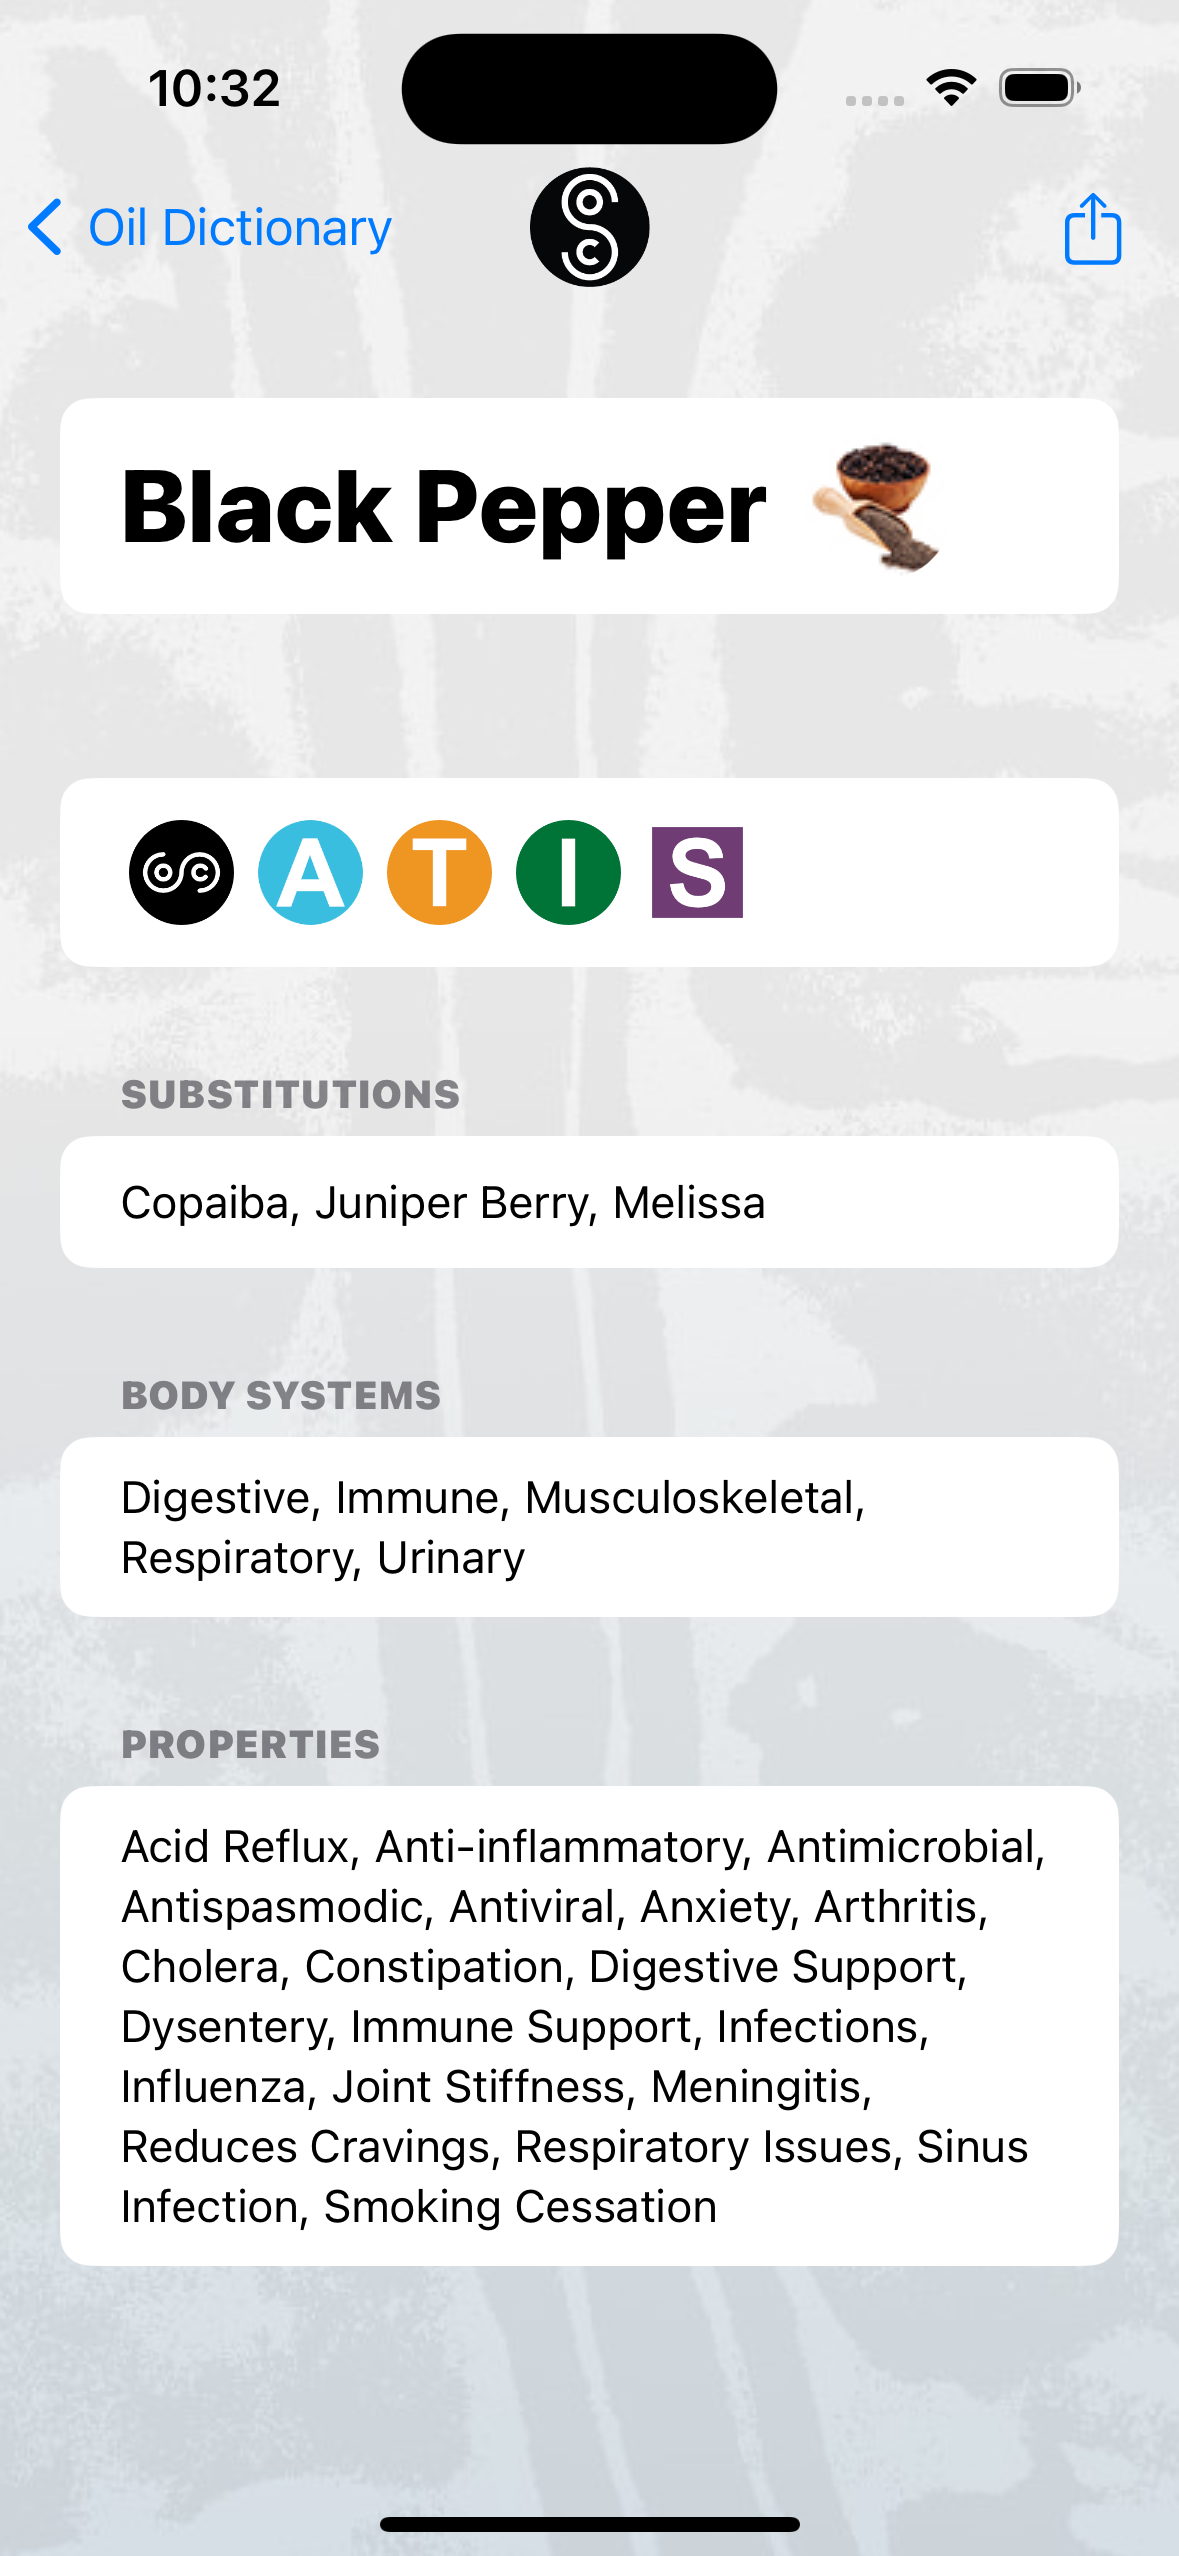 10:32
Oil Dictionary
Black Pepper
A T I S
SUBSTITUTIONS
Copaiba, Juniper Berry, Melissa
BODY SYSTEMS
Digestive, Immune, Musculoskeletal,
Respiratory, Urinary
PROPERTIES
Acid Reflux, Anti-inflammatory, Antimicrobial,
Antispasmodic, Antiviral, Anxiety, Arthritis,
Cholera, Constipation, Digestive Support,
Dysentery, Immune Support, Infections,
Influenza, Joint Stiffness, Meningitis,
Reduces Cravings, Respiratory Issues, Sinus
Infection, Smoking Cessation